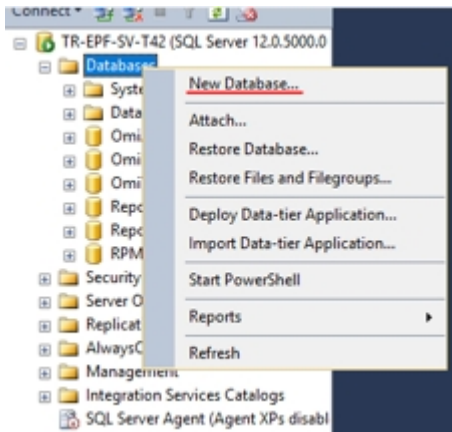 Connect
TR-EPF-SV-T42 (SQL Server 12.0.5000.0
Databases
Syste
Data
Omi
Omi
Omi
Repo
Repo
RPM
Security
Server O
Replicat
AlwaysO
Management
Integration Services Catalogs
SQL Server Agent (Agent XPs disabl
New Database...
Attach...
Restore Database...
Restore Files and Filegroups...
Deploy Data-tier Application...
Import Data-tier Application...
Start PowerShell
Reports
Refresh